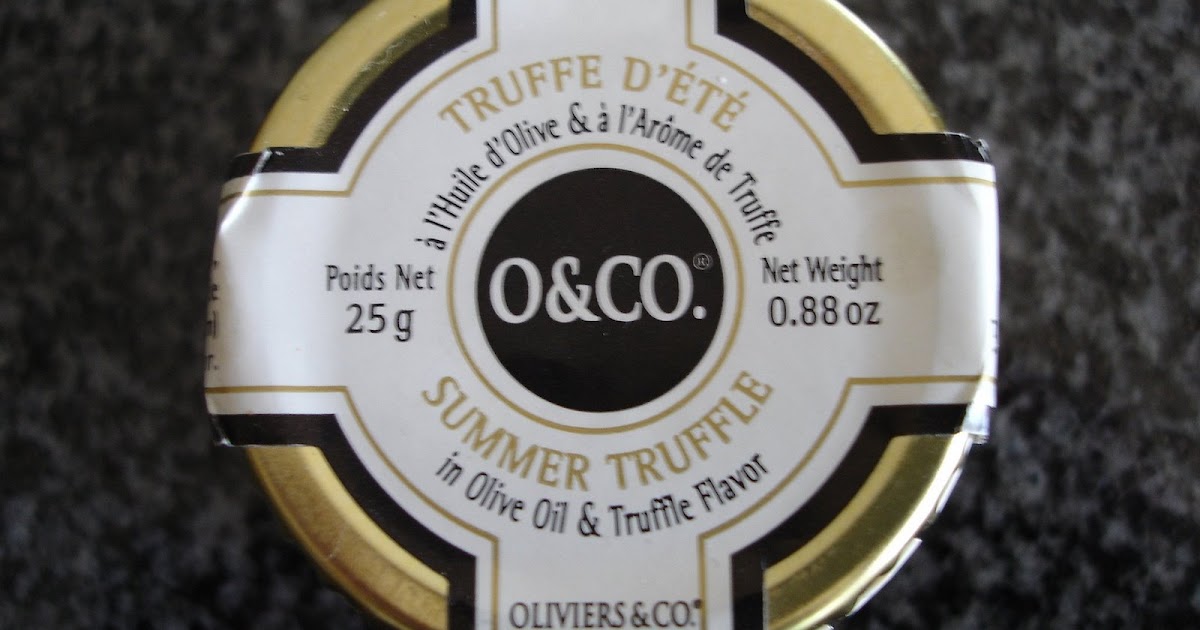 TRUFFE D'ÉTÉ
à l'Huile d'Olive & à l'Arôme de Truffe
Poids Net
25 g
O&CO.®
Net Weight
0.88 oz
SUMMER TRUFFLE
in Olive Oil & Truffle Flavor
OLIVIERS & CO.®